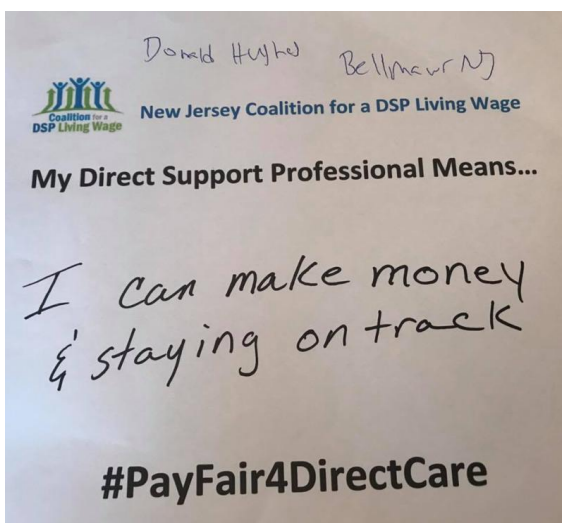 Donald Hughes Bellmawr NJ
Coalition for a
DSP Living Wage
New Jersey Coalition for a DSP Living Wage
My Direct Support Professional Means...
I can make money
& staying on track
#PayFair4DirectCare